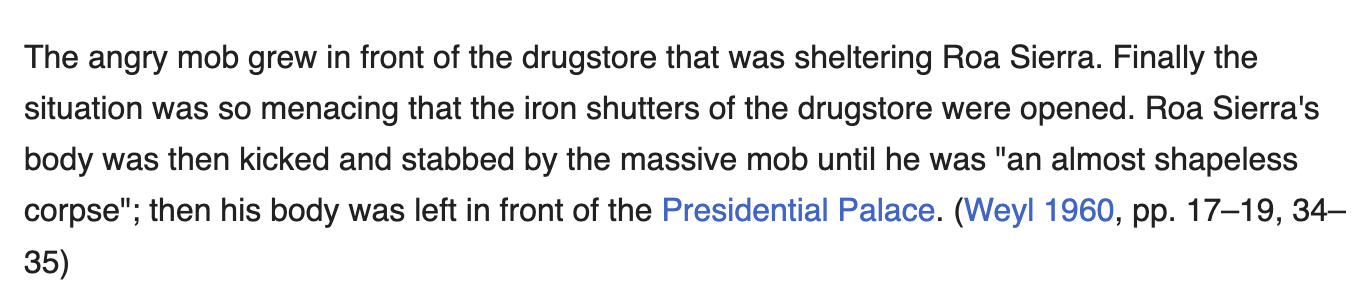 The angry mob grew in front of the drugstore that was sheltering Roa Sierra. Finally the
situation was so menacing that the iron shutters of the drugstore were opened. Roa Sierra's
body was then kicked and stabbed by the massive mob until he was "an almost shapeless
corpse"; then his body was left in front of the Presidential Palace. (Weyl 1960, pp. 17–19, 34–
35)